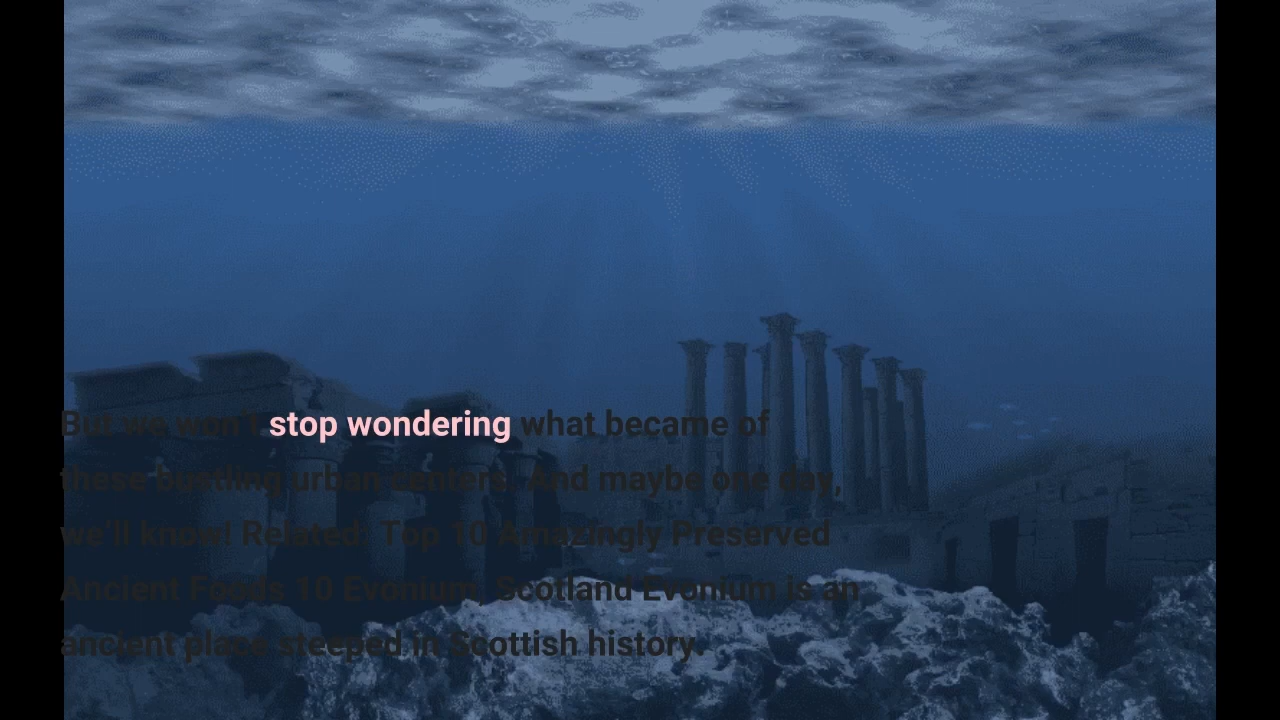 But we won't stop wondering what became of
these bustling urban centers. And maybe one day,
we'll know! Related: Top 10 Amazingly Preserved
Ancient Foods 10 Evonium, Scotland Evonium is an
ancient place steeped in Scottish history.